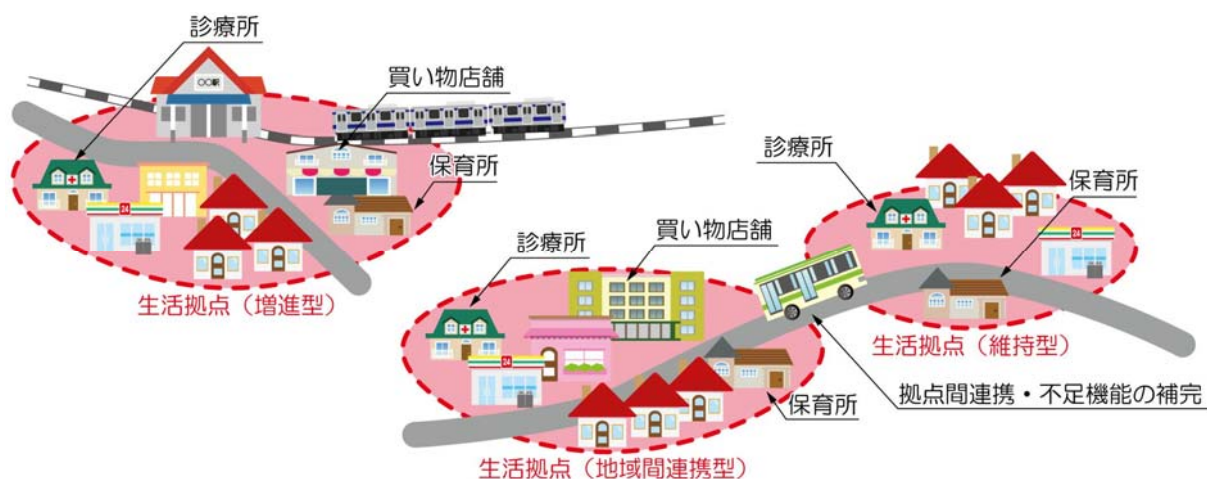 診療所
〇〇駅
買い物店舗
保育所
24
生活拠点（増進型）
診療所
買い物店舗
24
保育所
生活拠点（地域間連携型）
診療所
保育所
24
生活拠点（維持型）
拠点間連携・不足機能の補完